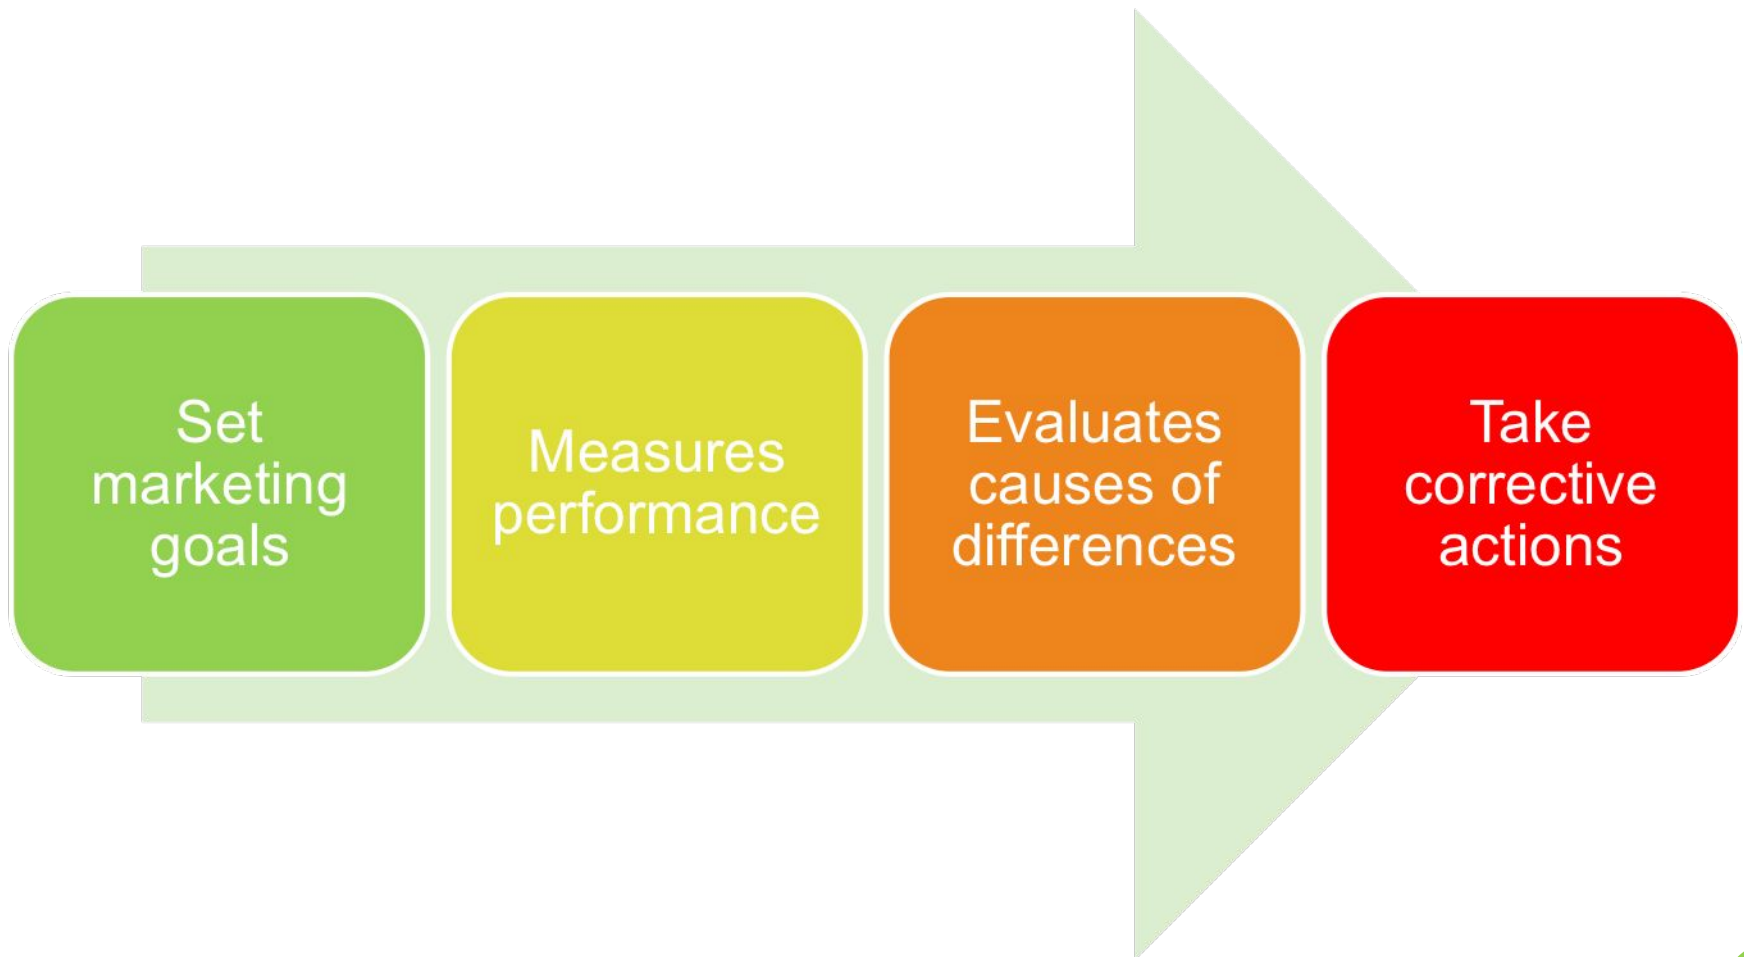 Set
marketing
goals
Measures
performance
Evaluates
causes of
differences
Take
corrective
actions